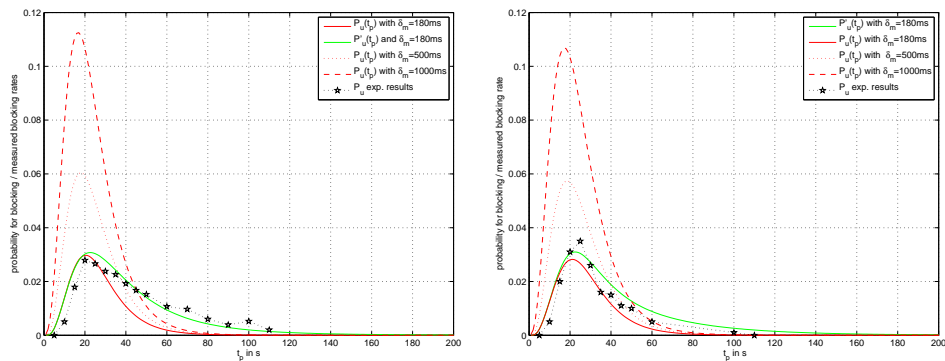 probability for blocking / measured blocking rates
0.12
0.1
0.08
0.06
0.04
0.02
0
0 20 40 60 80 100 120 140 160 180 200
t_p in s
P_u(t_p) with δ_m=180ms
P'_u(t_p) and δ_m=180ms
P_u(t_p) with δ_m=500ms
P_u(t_p) with δ_m=1000ms
P_u exp. results
probability for blocking / measured blocking rate
0.12
0.1
0.08
0.06
0.04
0.02
0
0 20 40 60 80 100 120 140 160 180 200
t_p in s
P'_u(t_p) with δ_m=180ms
P_u(t_p) with δ_m=180ms
P_u(t_p) with δ_m=500ms
P_u(t_p) with δ_m=1000ms
P_u exp. results